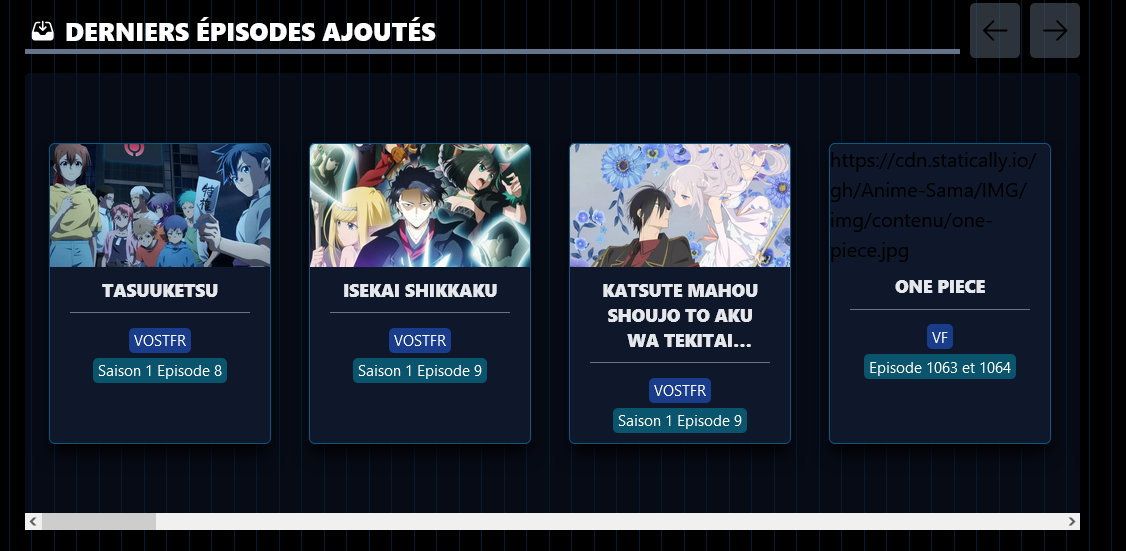 DERNIERS ÉPISODES AJOUTÉS
TASUUKETSU
VOSTFR
Saison 1 Episode 8
ISEKAI SHIKKAKU
VOSTFR
Saison 1 Episode 9
KATSUTE MAHOU
SHOUJO TO AKU
WA TEKITAI...
VOSTFR
Saison 1 Episode 9
https://cdn.statically.io/
gh/Anime-Sama/IMG/
img/contenu/one-
piece.jpg
ONE PIECE
VF
Episode 1063 et 1064